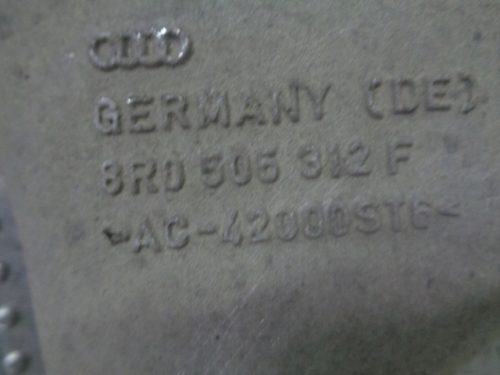 GERMANY (DE)
8R0 505 312 F
>AC-42000ST6<